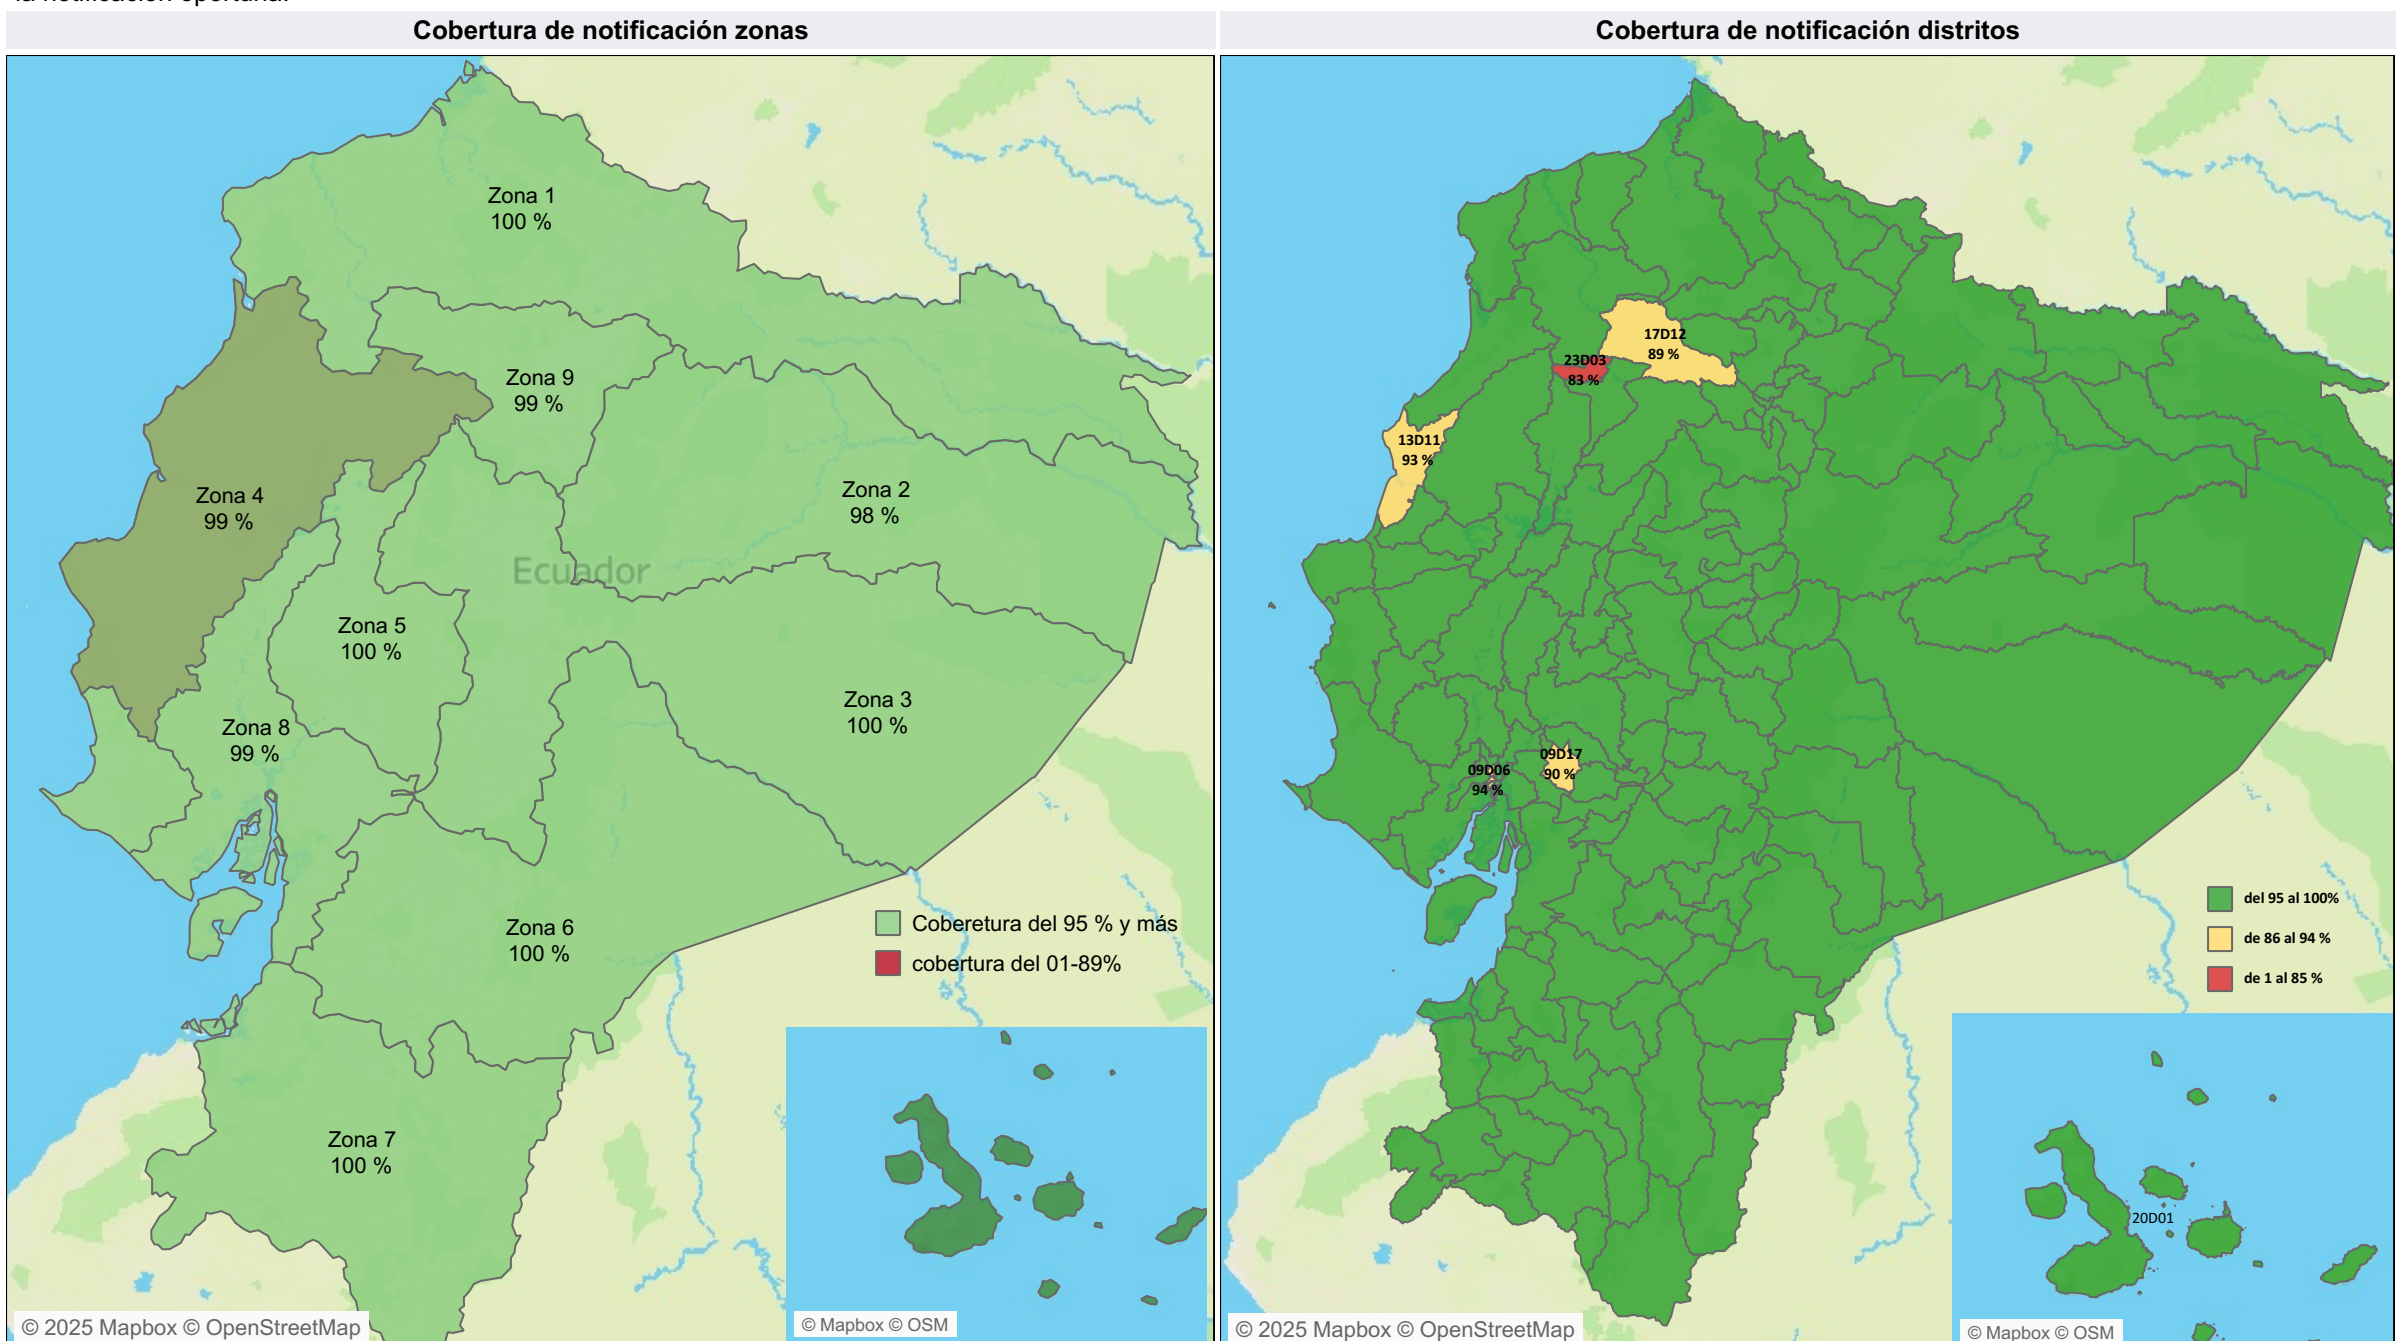 la notificación oportuna.
Cobertura de notificación zonas
Zona 1
100 %
Zona 9
99 %
Zona 4
99 %
Zona 2
98 %
Ecuador
Zona 5
100 %
Zona 3
100 %
Zona 8
99 %
Zona 6
100 %
Coberetura del 95 % y más
cobertura del 01-89%
Zona 7
100 %
© 2025 Mapbox © OpenStreetMap
© Mapbox © OSM
Cobertura de notificación distritos
17D12
89 %
23D03
83 %
13D11
93 %
09D17
90 %
09D06
94 %
del 95 al 100%
de 86 al 94 %
de 1 al 85 %
20D01
© 2025 Mapbox © OpenStreetMap
© Mapbox © OSM